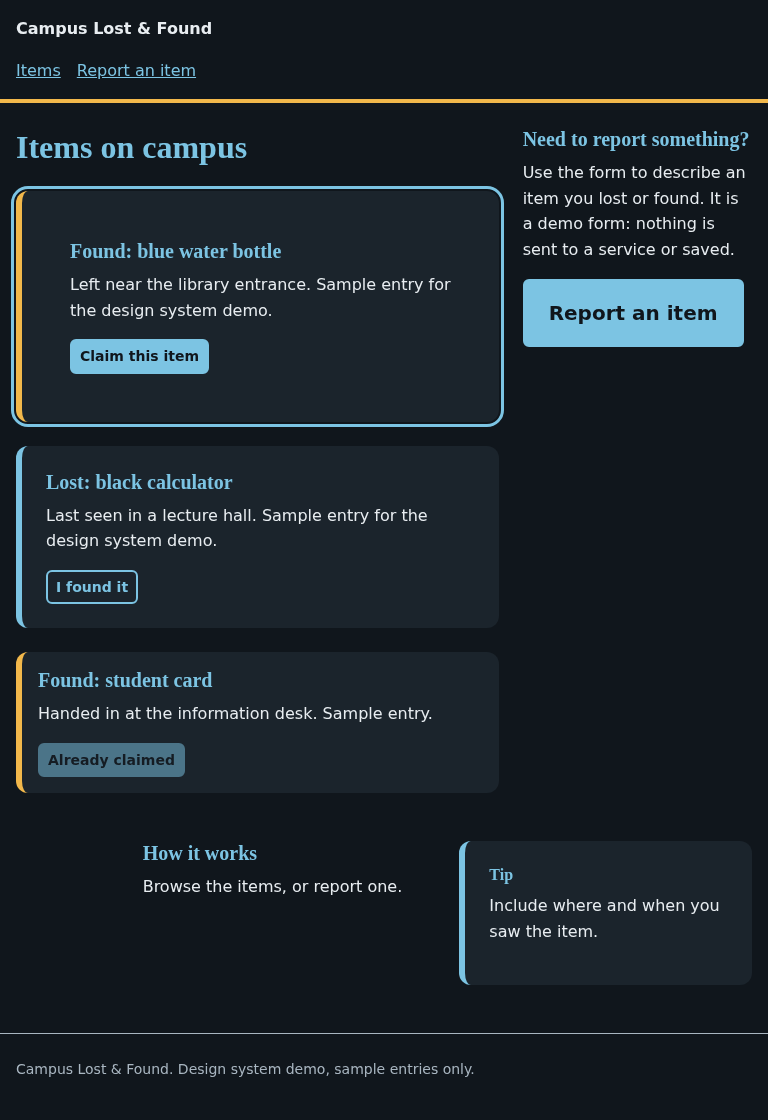 Campus Lost & Found
Items Report an item
Items on campus
Found: blue water bottle
Left near the library entrance. Sample entry for
the design system demo.
Claim this item
Lost: black calculator
Last seen in a lecture hall. Sample entry for the
design system demo.
I found it
Found: student card
Handed in at the information desk. Sample entry.
Already claimed
Need to report something?
Use the form to describe an
item you lost or found. It is
a demo form: nothing is
sent to a service or saved.
Report an item
How it works
Browse the items, or report one.
Tip
Include where and when you
saw the item.
Campus Lost & Found. Design system demo, sample entries only.